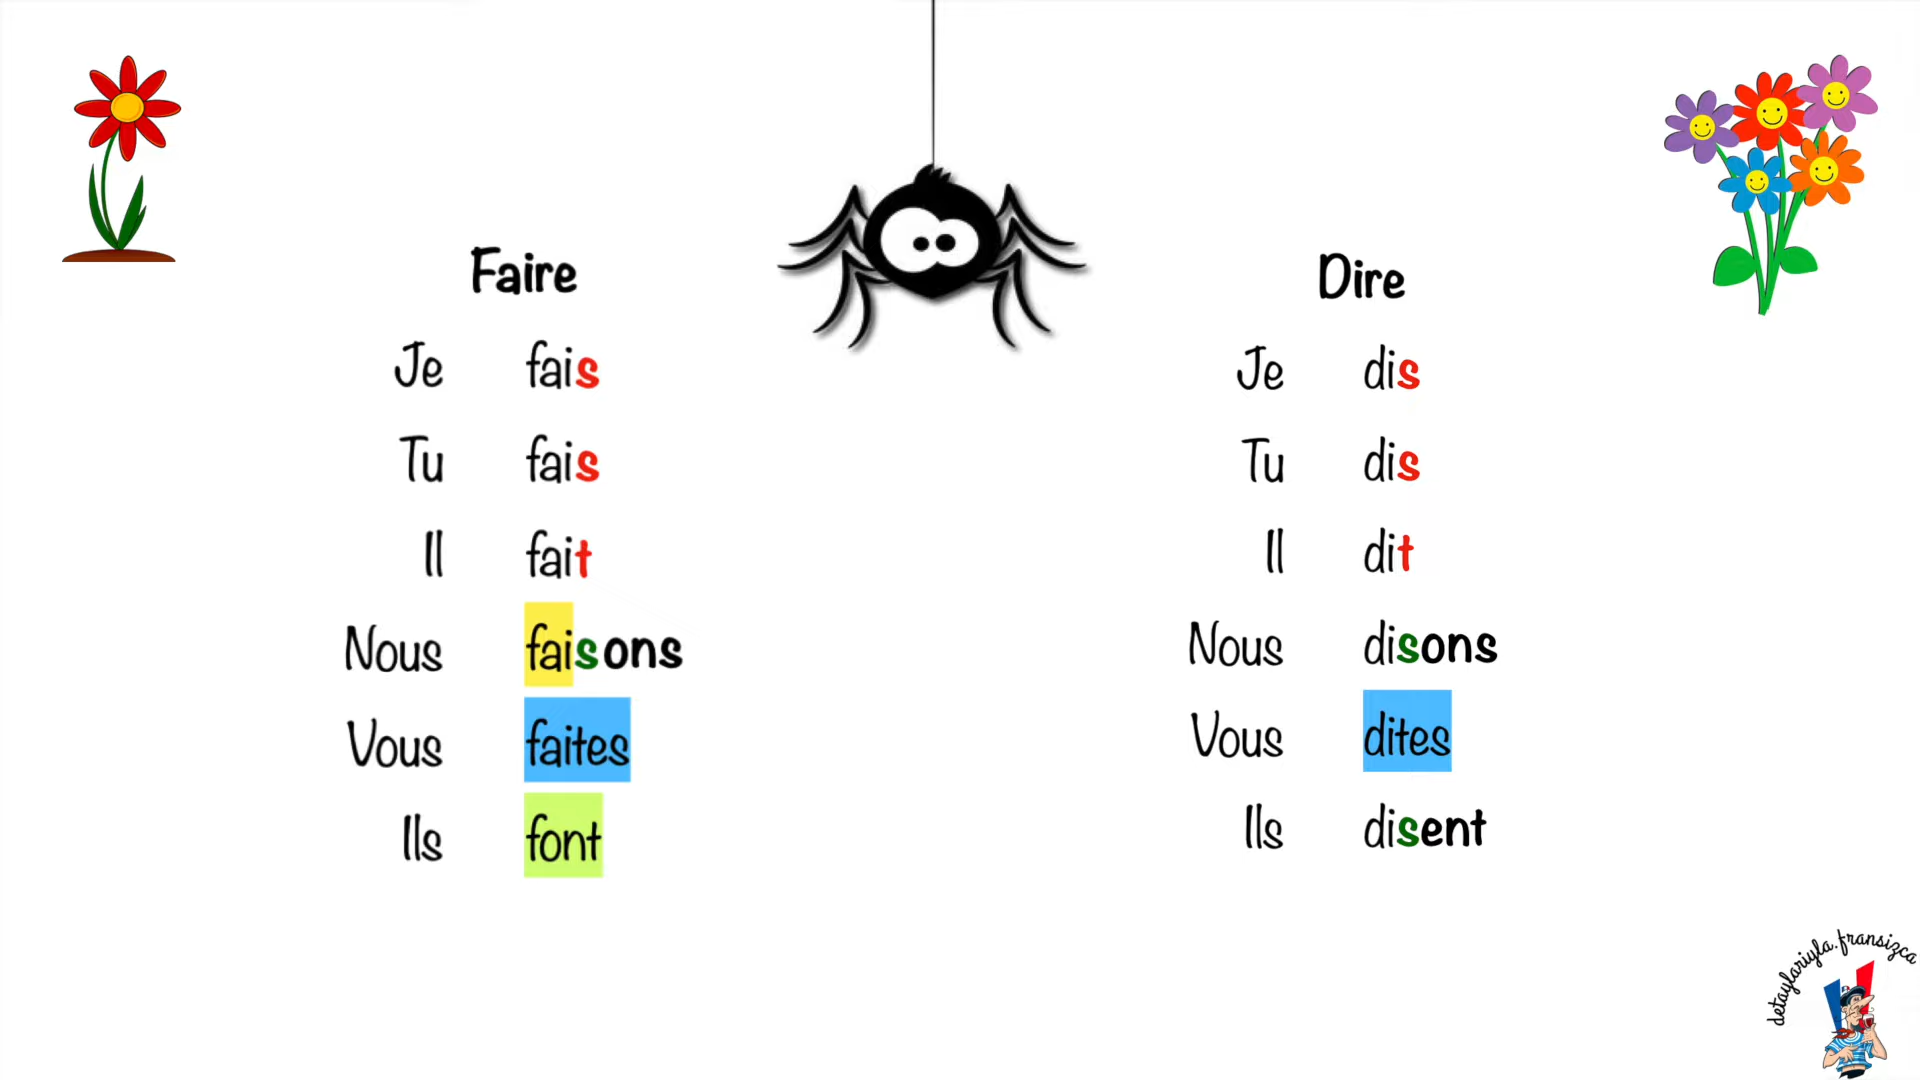 Faire
Je fais
Tu fais
Il fait
Nous faisons
Vous faites
Ils font
Dire
Je dis
Tu dis
Il dit
Nous disons
Vous dites
Ils disent
detaylariyla.fransizca